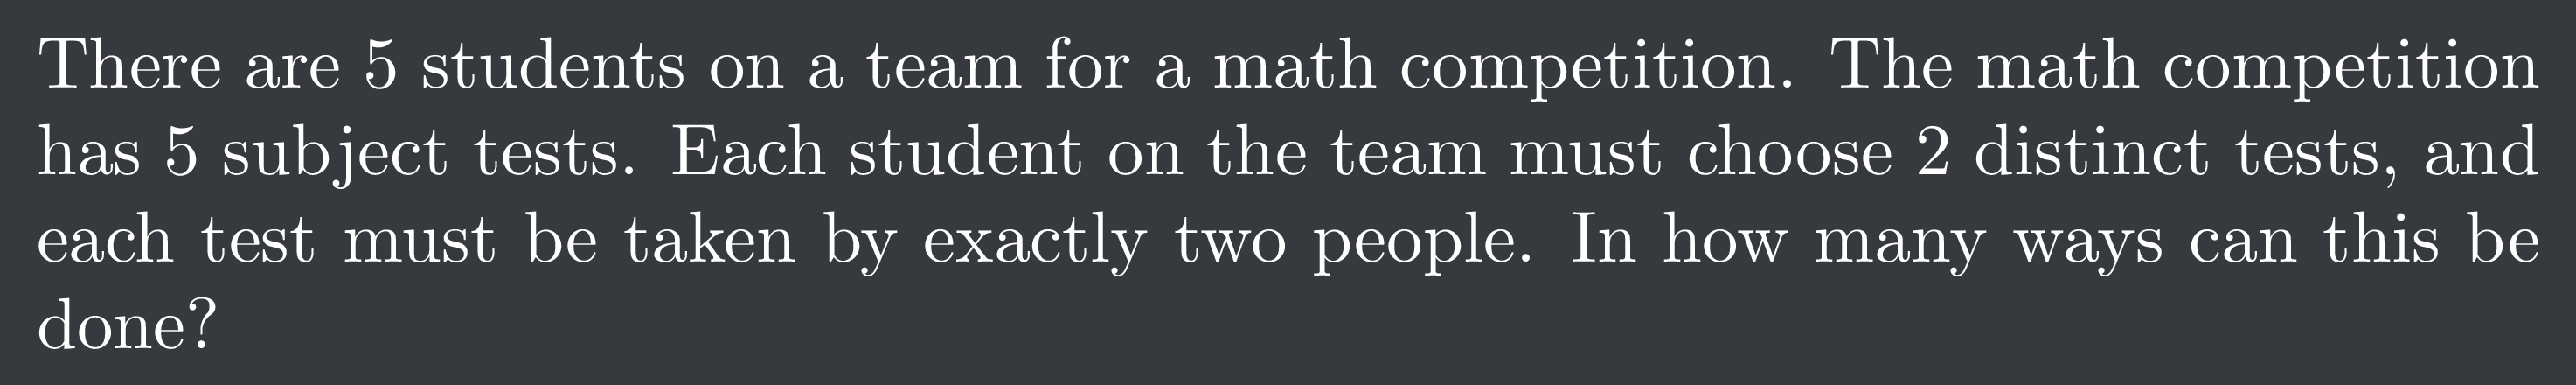 There are 5 students on a team for a math competition. The math competition
has 5 subject tests. Each student on the team must choose 2 distinct tests, and
each test must be taken by exactly two people. In how many ways can this be
done?